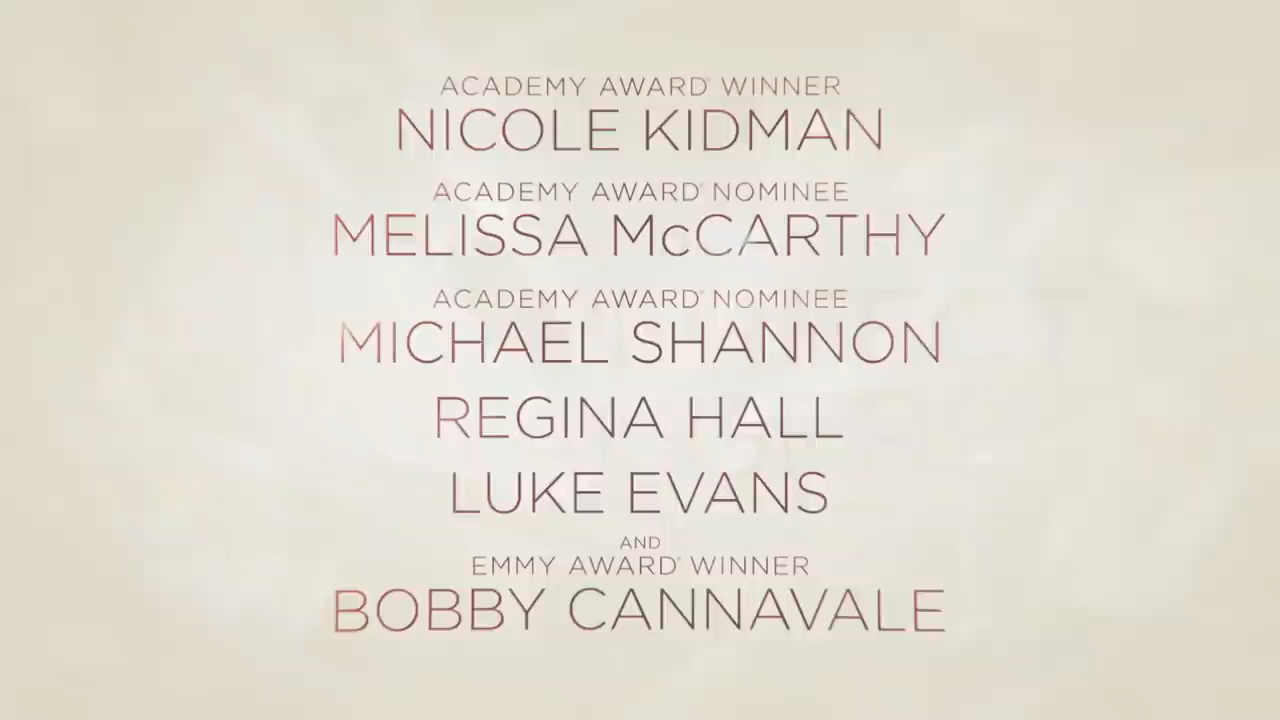 ACADEMY AWARD® WINNER
NICOLE KIDMAN
ACADEMY AWARD® NOMINEE
MELISSA McCARTHY
ACADEMY AWARD® NOMINEE
MICHAEL SHANNON
REGINA HALL
LUKE EVANS
AND
EMMY AWARD® WINNER
BOBBY CANNAVALE